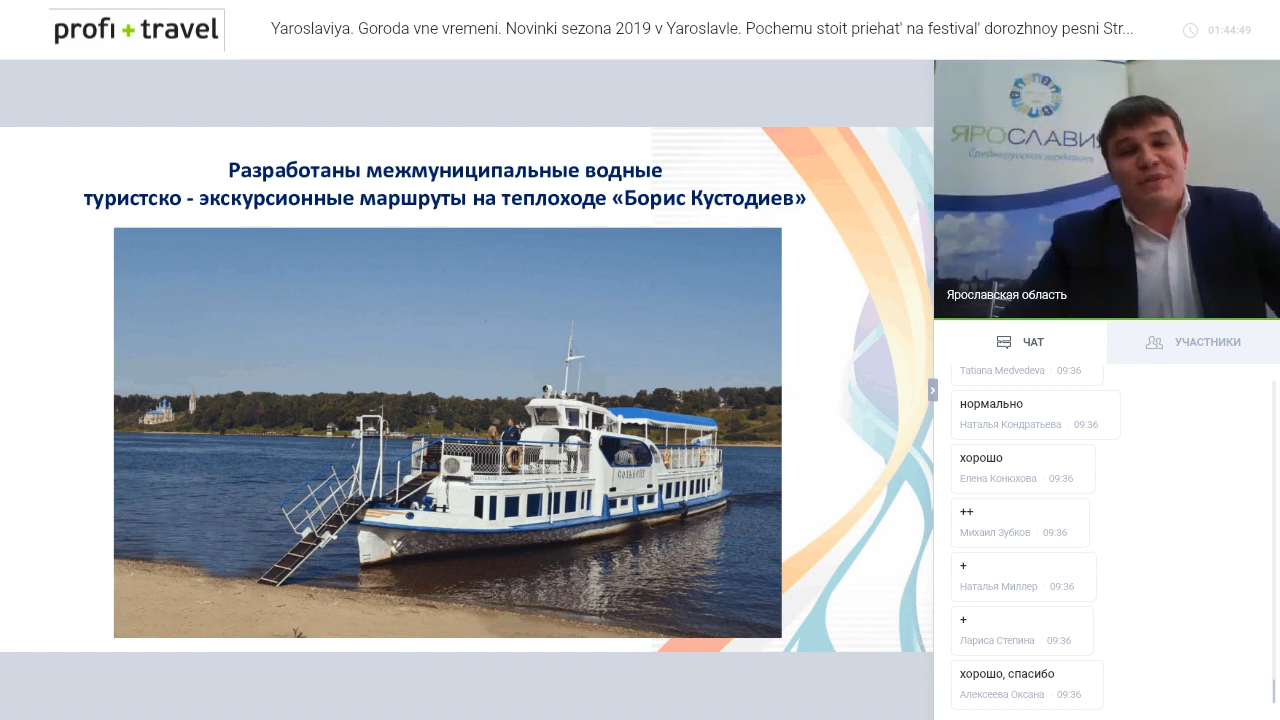 profi + travel
Yaroslaviya. Goroda vne vremeni. Novinki sezona 2019 v Yaroslavle. Pochemu stoit priehat' na festival' dorozhnoy pesni Str...
01:44:49
Разработаны межмуниципальные водные
туристско - экскурсионные маршруты на теплоходе «Борис Кустодиев»
ЯРОСЛАВИЯ
Ярославская область
ЧАТ
УЧАСТНИКИ
Tatiana Medvedeva · 09:36
нормально
Наталья Кондратьева · 09:36
хорошо
Елена Конюхова · 09:36
++
Михаил Зубков · 09:36
+
Наталья Миллер · 09:36
+
Лариса Степина · 09:36
хорошо, спасибо
Алексеева Оксана · 09:36